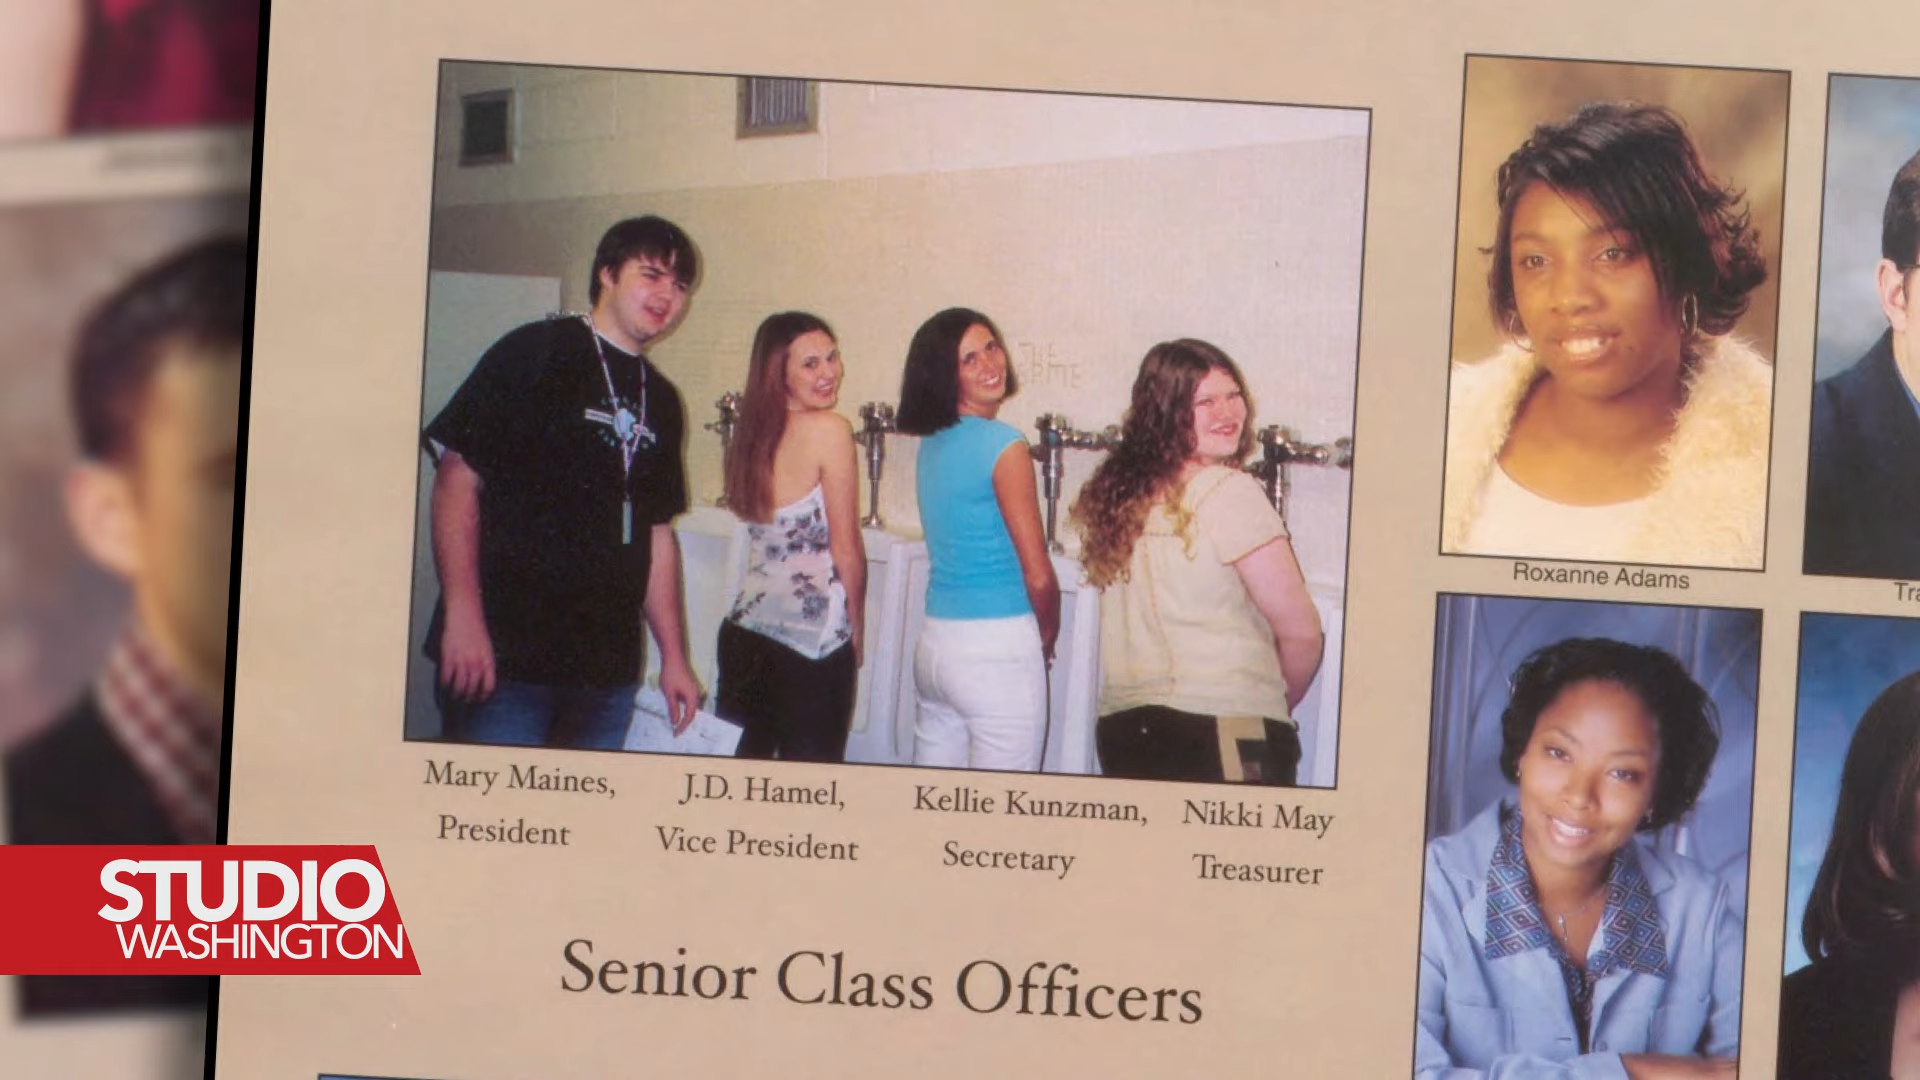 Roxanne Adams
Tra
Mary Maines,
President
J.D. Hamel,
Vice President
Kellie Kunzman,
Secretary
Nikki May
Treasurer
Senior Class Officers
STUDIO
WASHINGTON